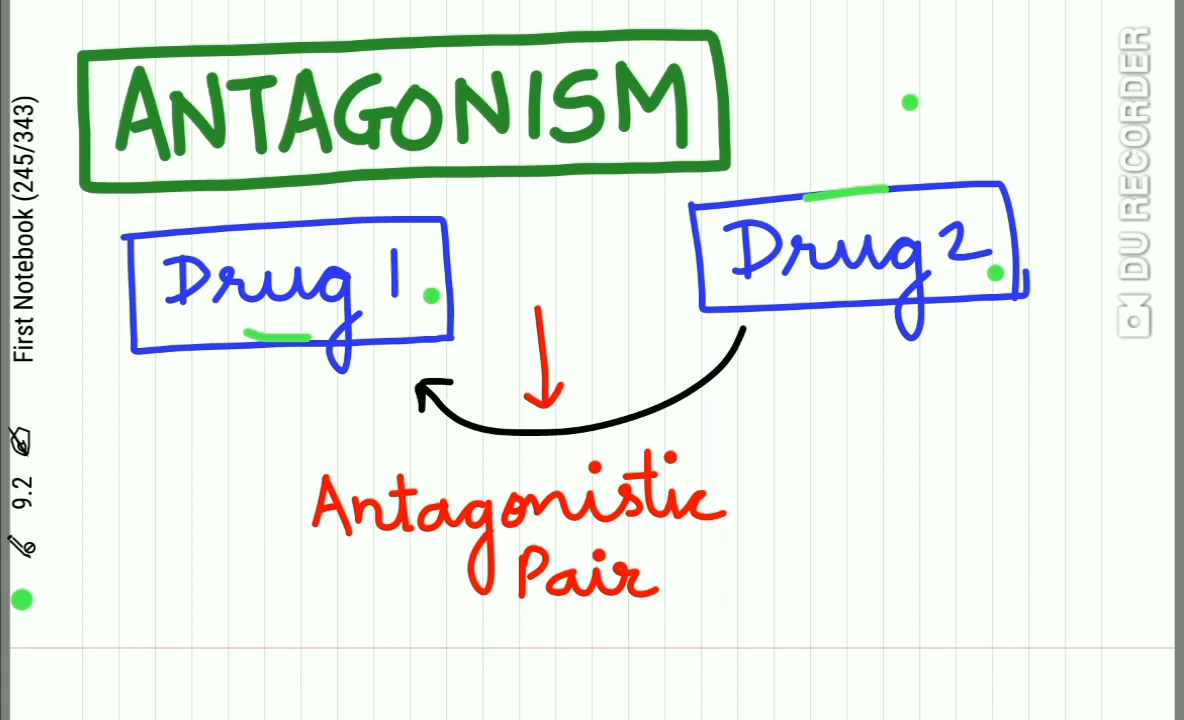 ANTAGONISM
Drug 1
Drug 2
Antagonistic
Pair
First Notebook (245/343)
9.2
DU RECORDER